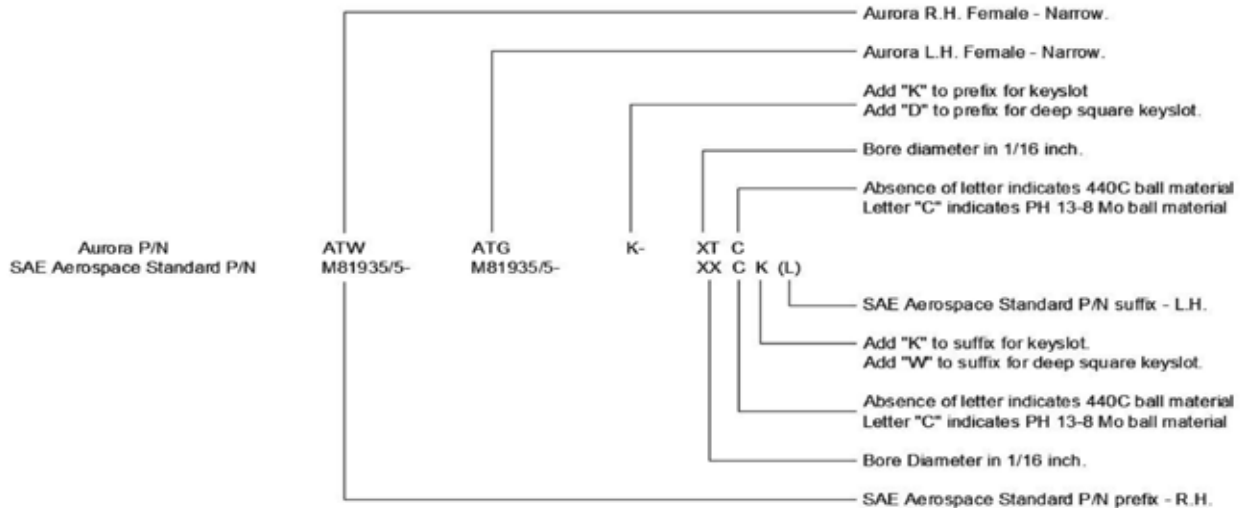 Aurora R.H. Female - Narrow.
Aurora L.H. Female - Narrow.
Add "K" to prefix for keyslot
Add "D" to prefix for deep square keyslot.
Bore diameter in 1/16 inch.
Absence of letter indicates 440C ball material
Letter "C" indicates PH 13-8 Mo ball material
Aurora P/N ATW ATG K- XT C
SAE Aerospace Standard P/N M81935/5- M81935/5- XX C K (L)
SAE Aerospace Standard P/N suffix - L.H.
Add "K" to suffix for keyslot.
Add "W" to suffix for deep square keyslot.
Absence of letter indicates 440C ball material
Letter "C" indicates PH 13-8 Mo ball material
Bore Diameter in 1/16 inch.
SAE Aerospace Standard P/N prefix - R.H.